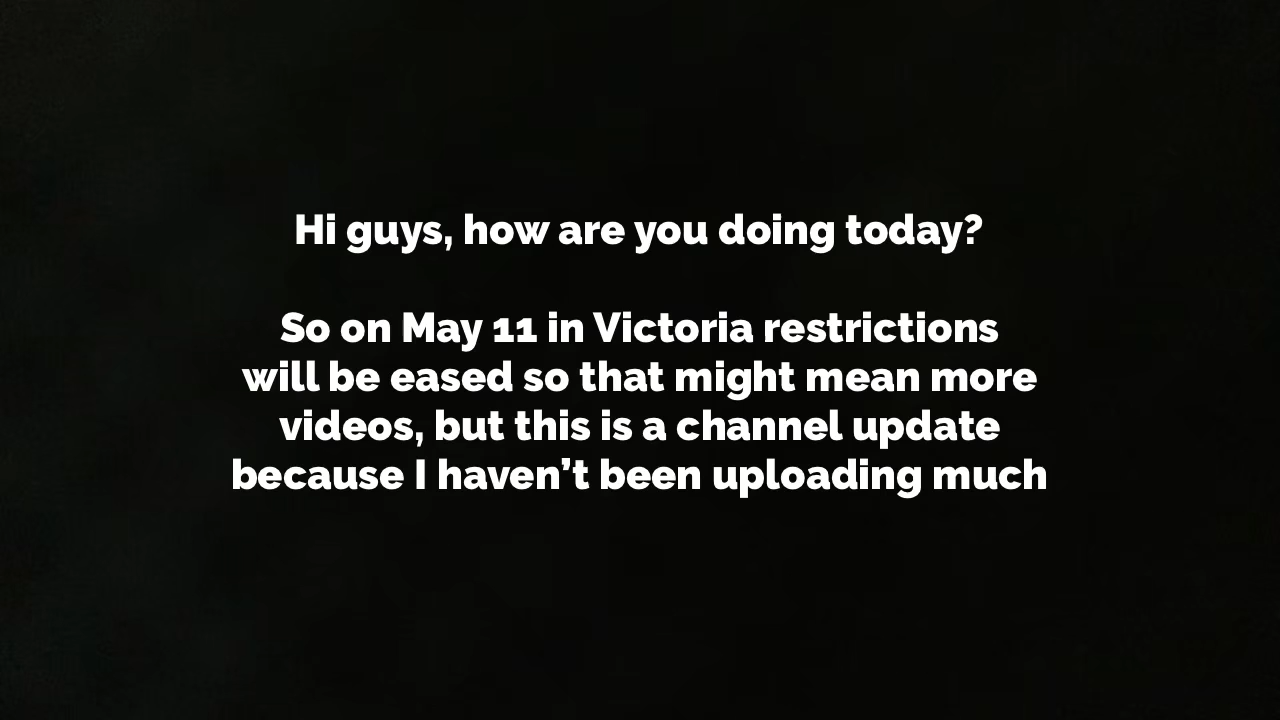 Hi guys, how are you doing today?
So on May 11 in Victoria restrictions
will be eased so that might mean more
videos, but this is a channel update
because I haven’t been uploading much